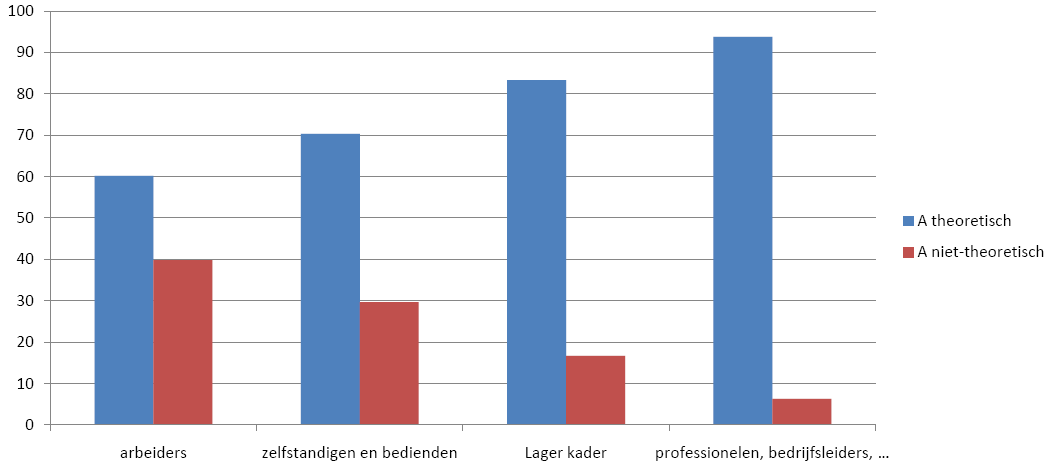 100
90
80
70
60
50
40
30
20
10
0
arbeiders
zelfstandigen en bedienden
Lager kader
professionelen, bedrijfsleiders, ...
A theoretisch
A niet-theoretisch